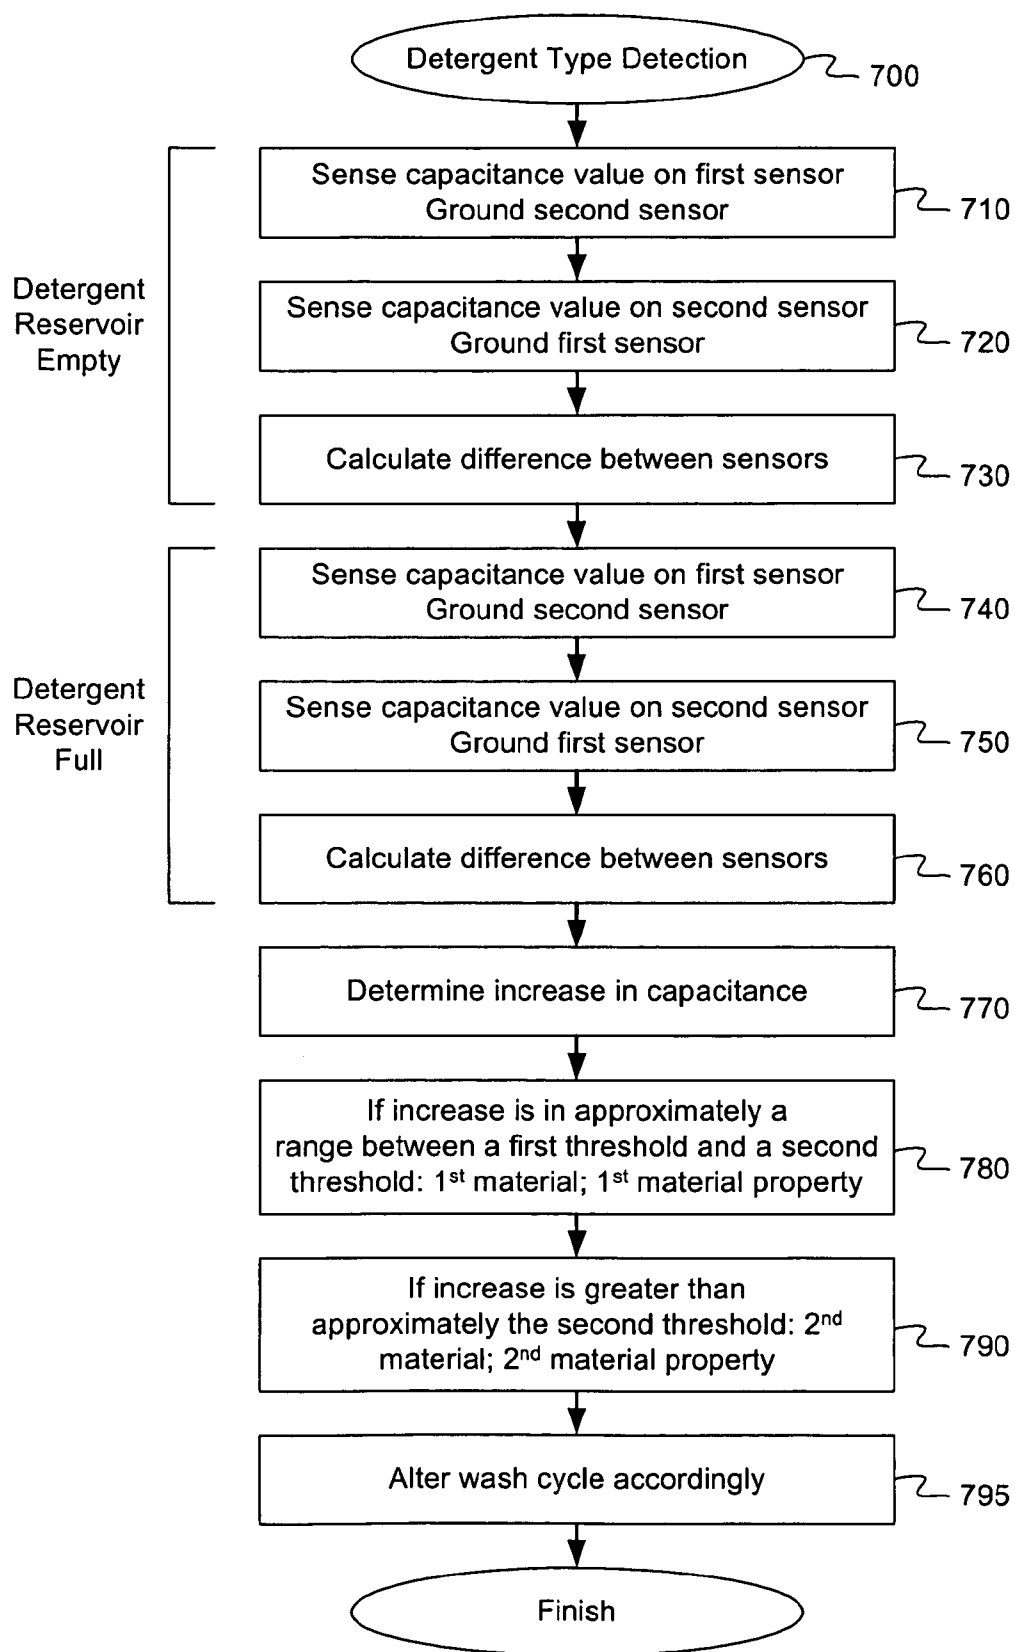 Detergent Type Detection
700
Sense capacitance value on first sensor
Ground second sensor
710
Detergent
Reservoir
Empty
Sense capacitance value on second sensor
Ground first sensor
720
Calculate difference between sensors
730
Sense capacitance value on first sensor
Ground second sensor
740
Detergent
Reservoir
Full
Sense capacitance value on second sensor
Ground first sensor
750
Calculate difference between sensors
760
Determine increase in capacitance
770
If increase is in approximately a
range between a first threshold and a second
threshold: 1st material; 1st material property
780
If increase is greater than
approximately the second threshold: 2nd
material; 2nd material property
790
Alter wash cycle accordingly
795
Finish